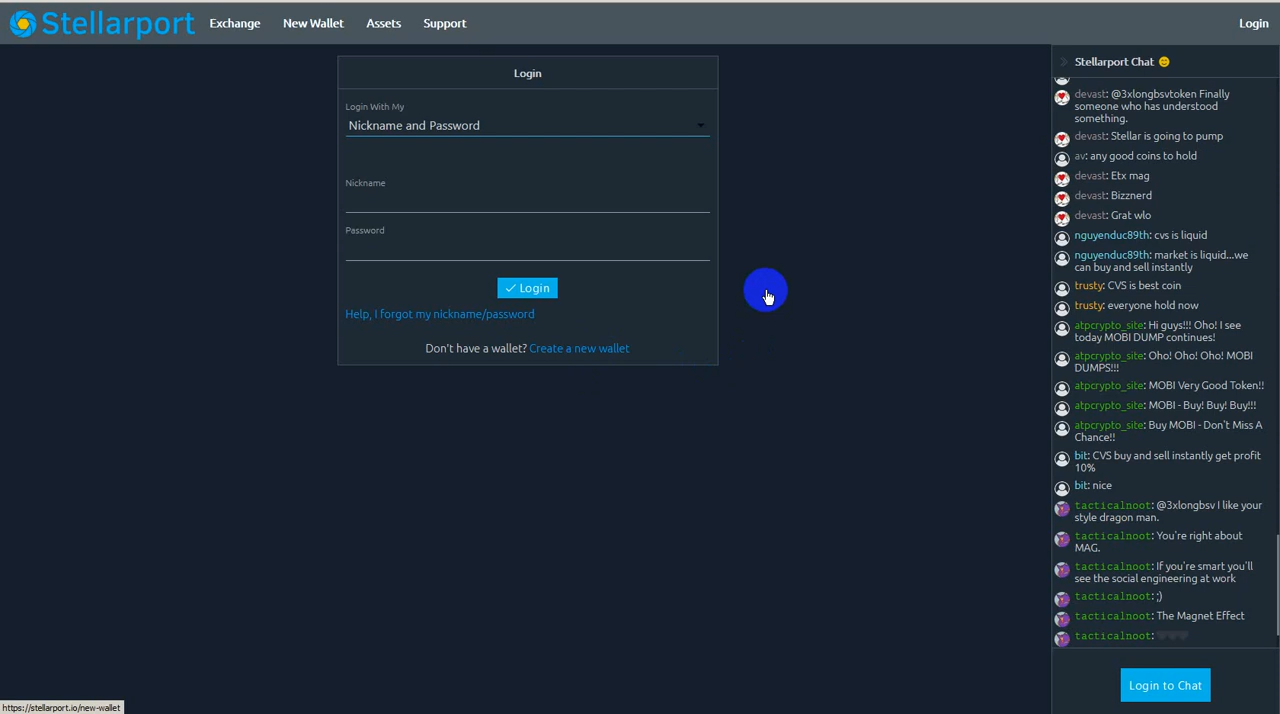 Stellarport
Exchange
New Wallet
Assets
Support
Login
Login
Login With My
Nickname and Password
Nickname
Password
Login
Help, I forgot my nickname/password
Don't have a wallet? Create a new wallet
Stellarport Chat
devast: @3xlongbsvtoken Finally
someone who has understood
something.
devast: Stellar is going to pump
av: any good coins to hold
devast: Etx mag
devast: Bizznerd
devast: Grat wlo
nguyenduc89th: cvs is liquid
nguyenduc89th: market is liquid...we
can buy and sell instantly
trusty: CVS is best coin
trusty: everyone hold now
atpcrypto_site: Hi guys!!! Oho! I see
today MOBI DUMP continues!
atpcrypto_site: Oho! Oho! Oho! MOBI
DUMPS!!!
atpcrypto_site: MOBI Very Good Token!!
atpcrypto_site: MOBI - Buy! Buy! Buy!!!
atpcrypto_site: Buy MOBI - Don't Miss A
Chance!!
bit: CVS buy and sell instantly get profit
10%
bit: nice
tacticalnoot: @3xlongbsv I like your
style dragon man.
tacticalnoot: You're right about
MAG.
tacticalnoot: If you're smart you'll
see the social engineering at work
tacticalnoot: ;)
tacticalnoot: The Magnet Effect
tacticalnoot:
Login to Chat
https://stellarport.io/new-wallet